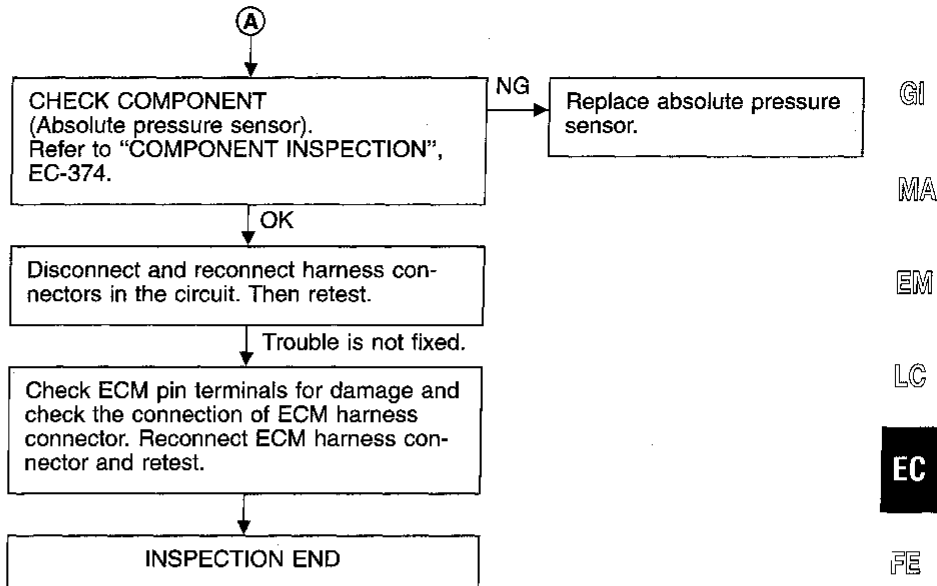 A
CHECK COMPONENT
(Absolute pressure sensor).
Refer to "COMPONENT INSPECTION",
EC-374.
NG
Replace absolute pressure
sensor.
OK
Disconnect and reconnect harness con-
nectors in the circuit. Then retest.
Trouble is not fixed.
Check ECM pin terminals for damage and
check the connection of ECM harness
connector. Reconnect ECM harness con-
nector and retest.
INSPECTION END
GI
MA
EM
LC
EC
FE